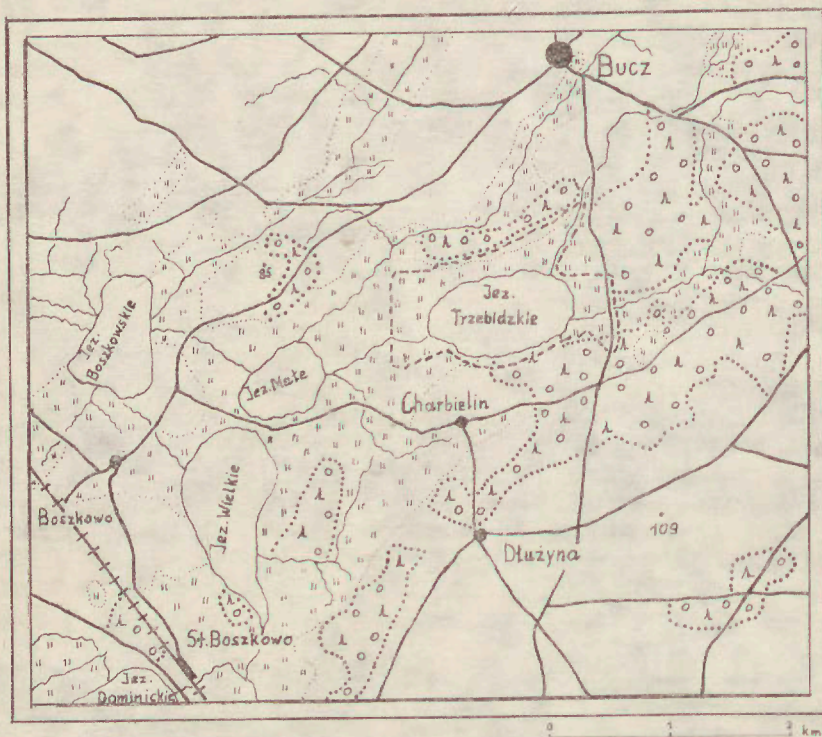 Bucz
85
Jez.
Trzebidzkie
Jez.
Boszkowskie
Jez. Małe
Charbielin
Boszkowo
Jez. Wielkie
109
Dłużyna
St. Boszkowo
Jez.
Dominickie
0 1 2 km